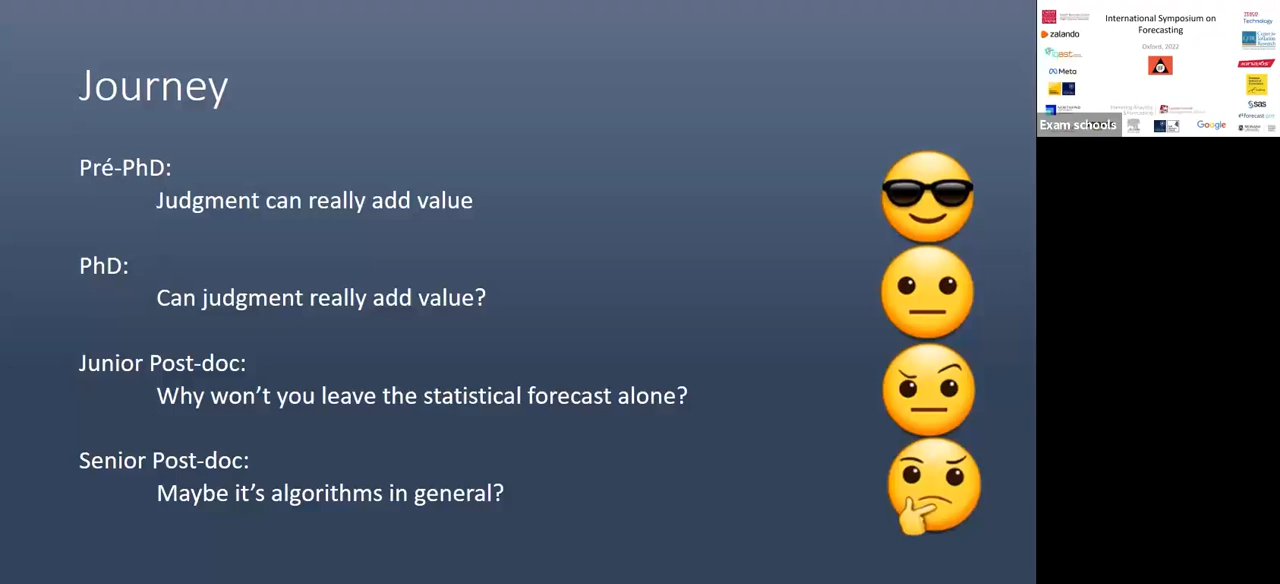 Journey
Pré-PhD:
Judgment can really add value
PhD:
Can judgment really add value?
Junior Post-doc:
Why won't you leave the statistical forecast alone?
Senior Post-doc:
Maybe it's algorithms in general?
International Symposium on
Forecasting
Oxford, 2022
zalando
Meta
Exam schools
Google
Technology
sas